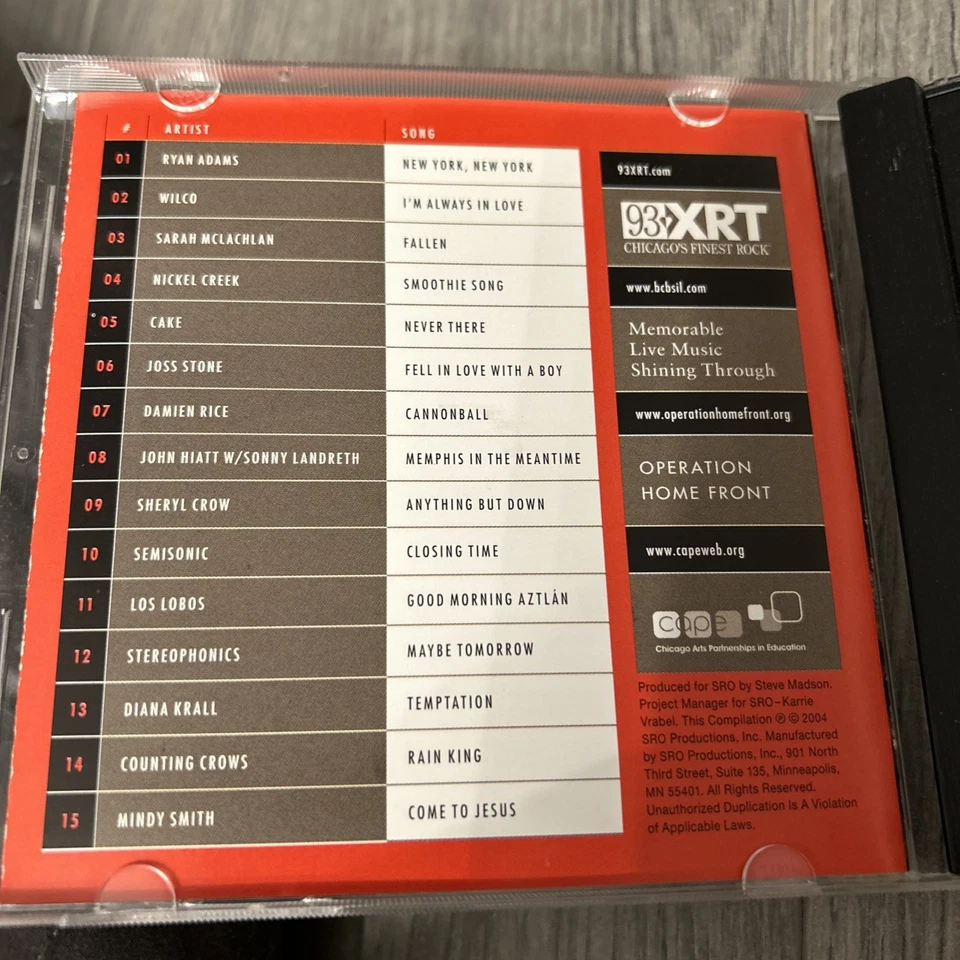 # ARTIST SONG
01 RYAN ADAMS NEW YORK, NEW YORK
02 WILCO I'M ALWAYS IN LOVE
03 SARAH MCLACHLAN FALLEN
04 NICKEL CREEK SMOOTHIE SONG
05 CAKE NEVER THERE
06 JOSS STONE FELL IN LOVE WITH A BOY
07 DAMIEN RICE CANNONBALL
08 JOHN HIATT W/SONNY LANDRETH MEMPHIS IN THE MEANTIME
09 SHERYL CROW ANYTHING BUT DOWN
10 SEMISONIC CLOSING TIME
11 LOS LOBOS GOOD MORNING AZTLÁN
12 STEREOPHONICS MAYBE TOMORROW
13 DIANA KRALL TEMPTATION
14 COUNTING CROWS RAIN KING
15 MINDY SMITH COME TO JESUS
93XRT.com
93 XRT
CHICAGO'S FINEST ROCK
www.bcbsil.com
Memorable
Live Music
Shining Through
www.operationhomefront.org
OPERATION
HOME FRONT
www.capeweb.org
cape
Chicago Arts Partnerships in Education
Produced for SRO by Steve Madson.
Project Manager for SRO–Karrie
Vrabel. This Compilation ℗ © 2004
SRO Productions, Inc. Manufactured
by SRO Productions, Inc., 901 North
Third Street, Suite 135, Minneapolis,
MN 55401. All Rights Reserved.
Unauthorized Duplication Is A Violation
of Applicable Laws.